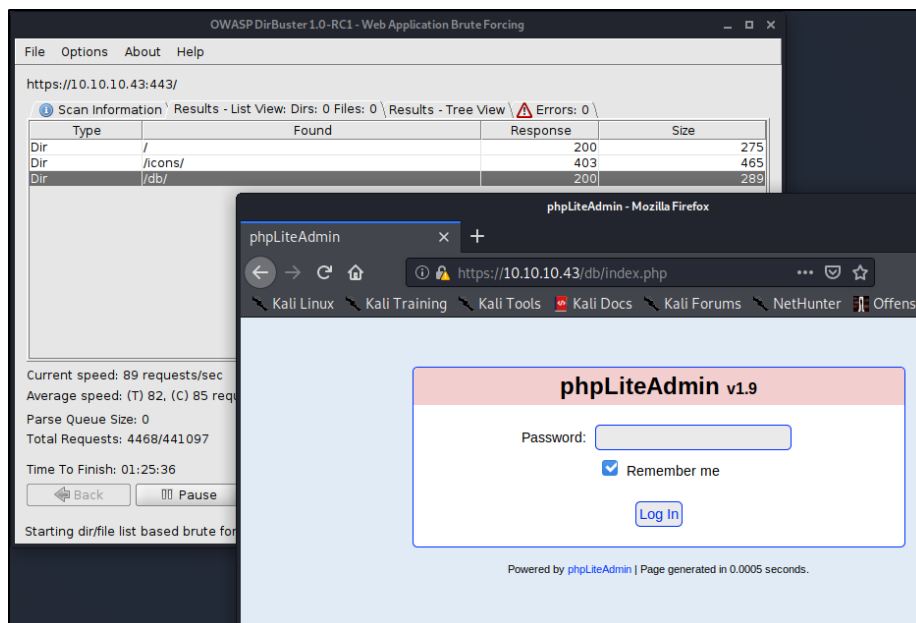 OWASP DirBuster 1.0-RC1 - Web Application Brute Forcing
File Options About Help
https://10.10.10.43:443/
Scan Information Results - List View: Dirs: 0 Files: 0 Results - Tree View Errors: 0
Type Found Response Size
Dir / 200 275
Dir /icons/ 403 465
Dir /db/ 200 289
Current speed: 89 requests/sec
Average speed: (T) 82, (C) 85 requ
Parse Queue Size: 0
Total Requests: 4468/441097
Time To Finish: 01:25:36
Back Pause
Starting dir/file list based brute for
phpLiteAdmin - Mozilla Firefox
phpLiteAdmin
https://10.10.10.43/db/index.php
Kali Linux Kali Training Kali Tools Kali Docs Kali Forums NetHunter Offens
phpLiteAdmin v1.9
Password:
Remember me
Log In
Powered by phpLiteAdmin | Page generated in 0.0005 seconds.